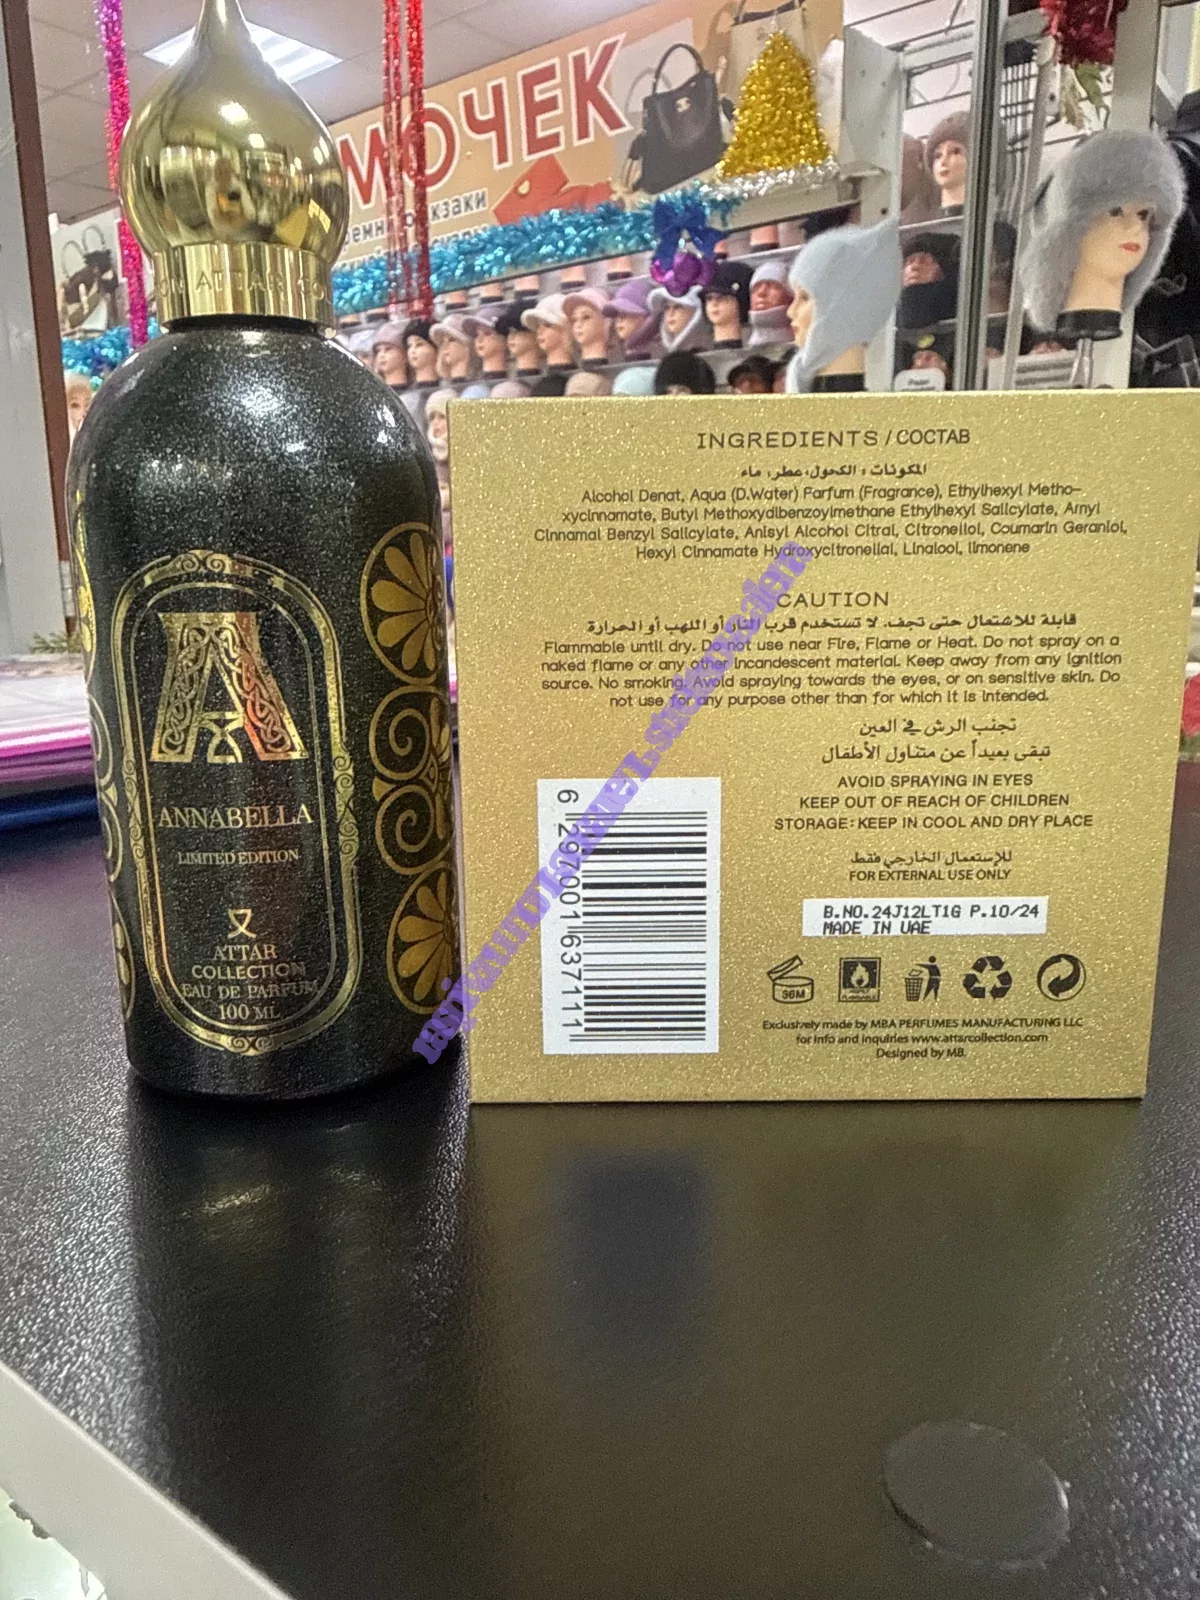 МОЧЕК
ATTAR CO
INGREDIENTS / СОСТАВ
المكونات: الكحول، عطر، ماء
Alcohol Denat, Aqua (D.Water) Parfum (Fragrance), Ethylhexyl Metho-
xycinnamate, Butyl Methoxydibenzoylmethane Ethylhexyl Salicylate, Amyl
Cinnamal Benzyl Salicylate, Anisyl Alcohol Citral, Citronellol, Coumarin Geraniol,
Hexyl Cinnamate Hydroxycitronellal, Linalool, limonene
CAUTION
قابلة للاشتعال حتى تجف. لا تستخدم قرب النار أو اللهب أو الحرارة
Flammable until dry. Do not use near Fire, Flame or Heat. Do not spray on a
naked flame or any other incandescent material. Keep away from any ignition
source. No smoking. Avoid spraying towards the eyes, or on sensitive skin. Do
not use for any purpose other than for which it is intended.
تجنب الرش في العين
تبقى بعيداً عن متناول الأطفال
AVOID SPRAYING IN EYES
KEEP OUT OF REACH OF CHILDREN
STORAGE: KEEP IN COOL AND DRY PLACE
للإستعمال الخارجي فقط
FOR EXTERNAL USE ONLY
B.NO.24J12LT1G P.10/24
MADE IN UAE
36M
Exclusively made by MBA PERFUMES MANUFACTURING LLC
for info and inquiries www.attarcollection.com
Designed by MB.
6 297001 637111
A
ANNABELLA
LIMITED EDITION
ATTAR
COLLECTION
EAU DE PARFUM
100 ML